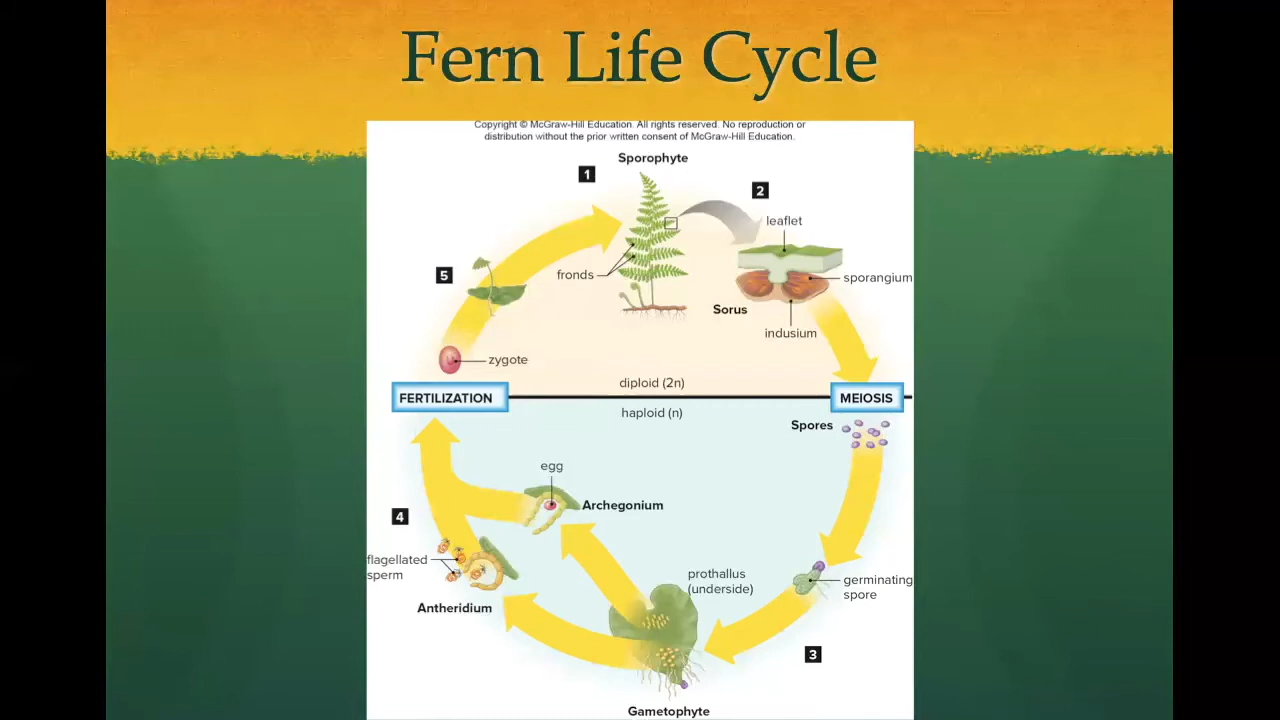 Fern Life Cycle
Copyright © McGraw-Hill Education. All rights reserved. No reproduction or
distribution without the prior written consent of McGraw-Hill Education.
Sporophyte
1
2
leaflet
fronds
5
sporangium
Sorus
indusium
zygote
diploid (2n)
FERTILIZATION
MEIOSIS
haploid (n)
Spores
egg
Archegonium
4
flagellated
sperm
prothallus
(underside)
germinating
spore
Antheridium
3
Gametophyte